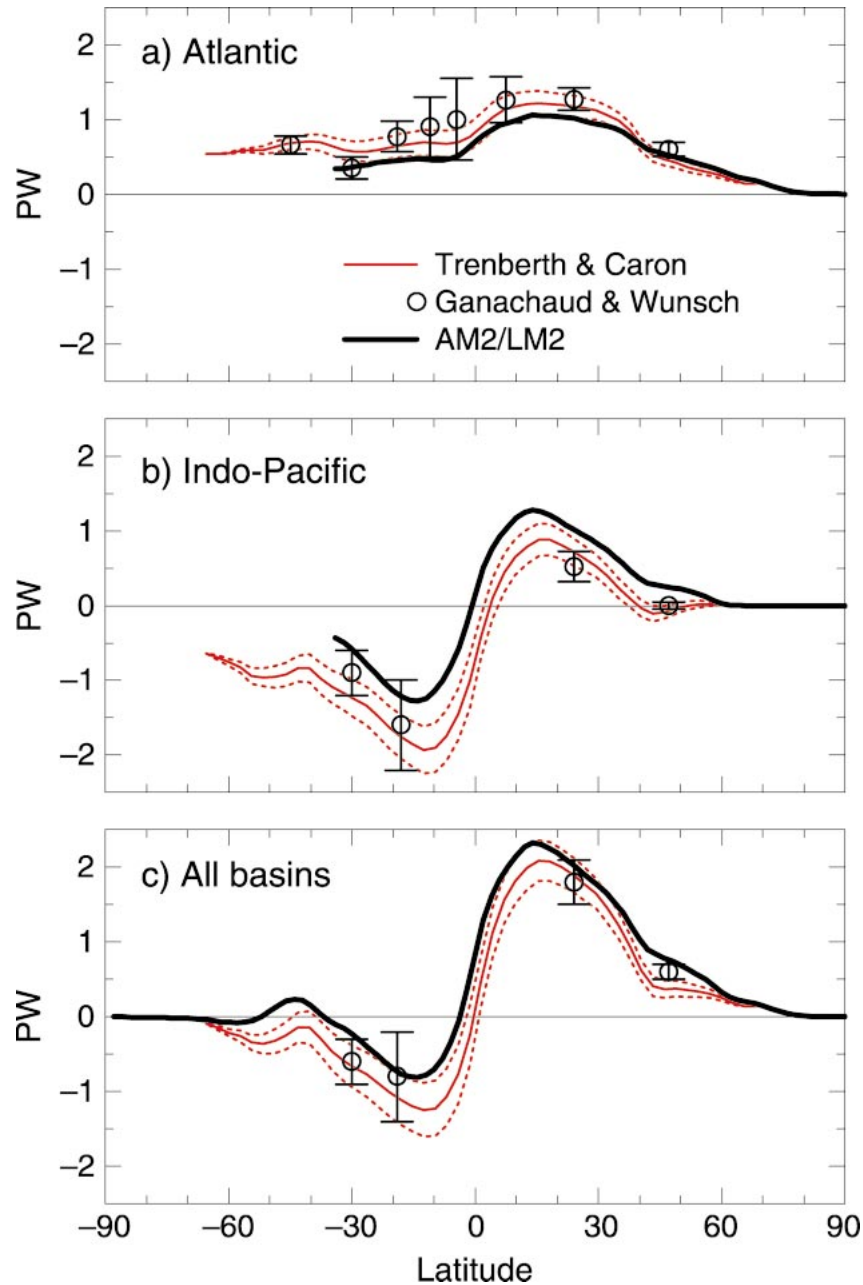 a) Atlantic
2
1
0
−1
−2
PW
Trenberth & Caron
Ganachaud & Wunsch
AM2/LM2
b) Indo-Pacific
2
1
0
−1
−2
PW
c) All basins
2
1
0
−1
−2
PW
−90 −60 −30 0 30 60 90
Latitude